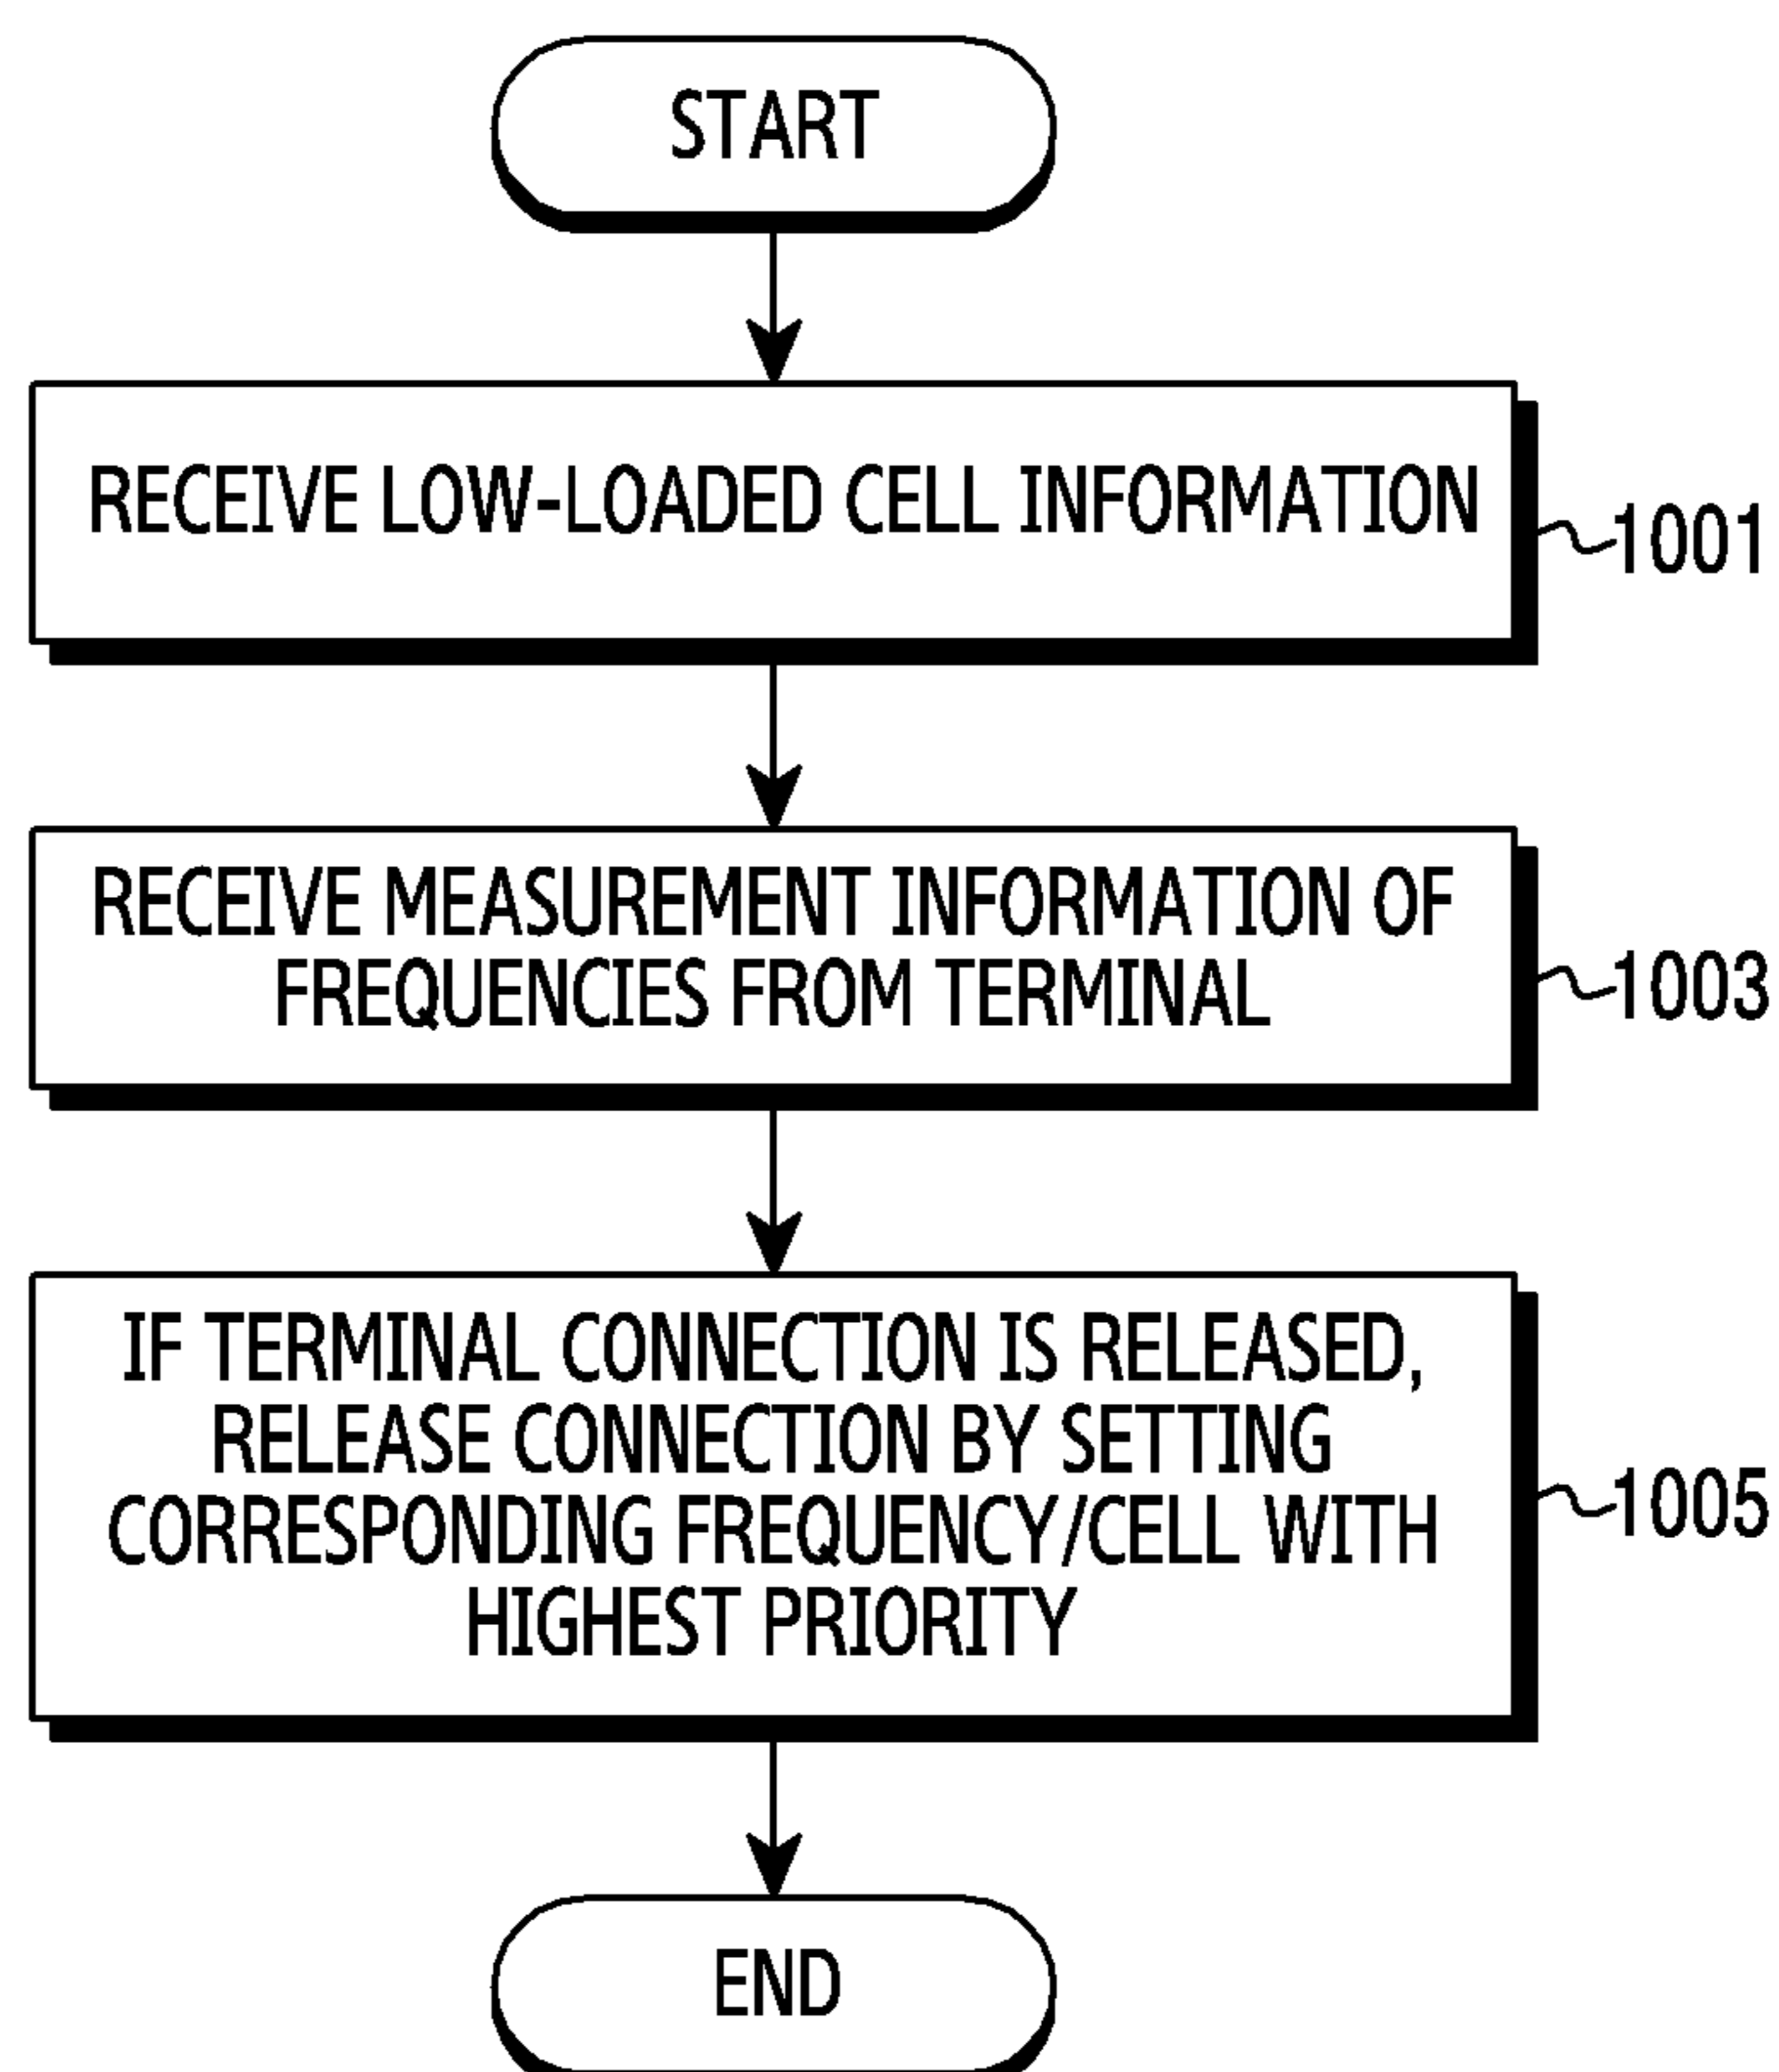 START
RECEIVE LOW-LOADED CELL INFORMATION
1001
RECEIVE MEASUREMENT INFORMATION OF
FREQUENCIES FROM TERMINAL
1003
IF TERMINAL CONNECTION IS RELEASED,
RELEASE CONNECTION BY SETTING
CORRESPONDING FREQUENCY/CELL WITH
HIGHEST PRIORITY
1005
END